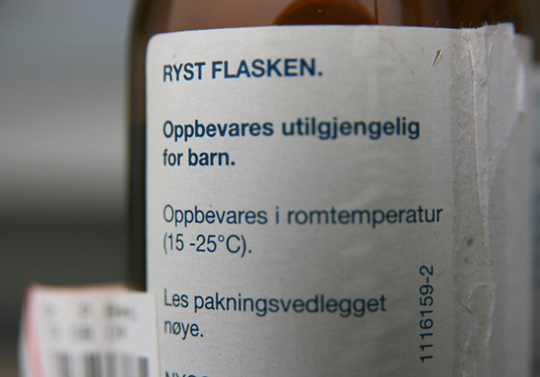 RYST FLASKEN.
Oppbevares utilgjengelig
for barn.
Oppbevares i romtemperatur
(15 -25°C).
Les pakningsvedlegget
nøye.
1116159-2